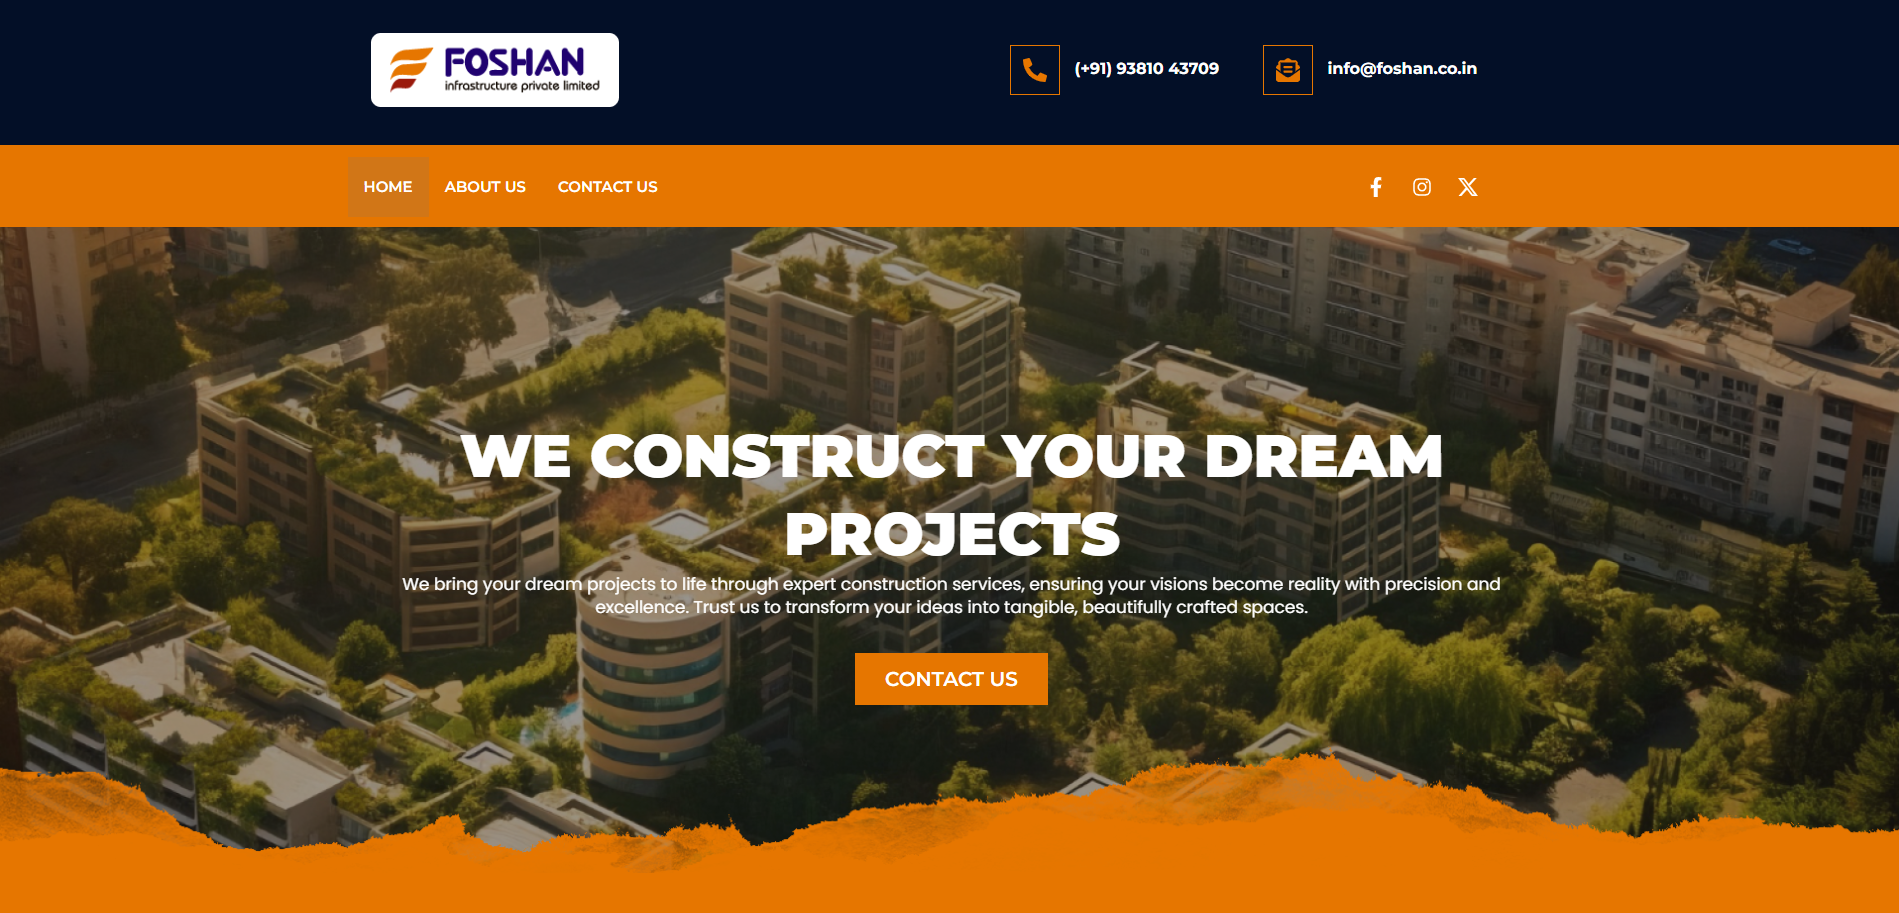 FOSHAN
infrastructure private limited
(+91) 93810 43709
info@foshan.co.in
HOME
ABOUT US
CONTACT US
WE CONSTRUCT YOUR DREAM
PROJECTS
We bring your dream projects to life through expert construction services, ensuring your visions become reality with precision and
excellence. Trust us to transform your ideas into tangible, beautifully crafted spaces.
CONTACT US